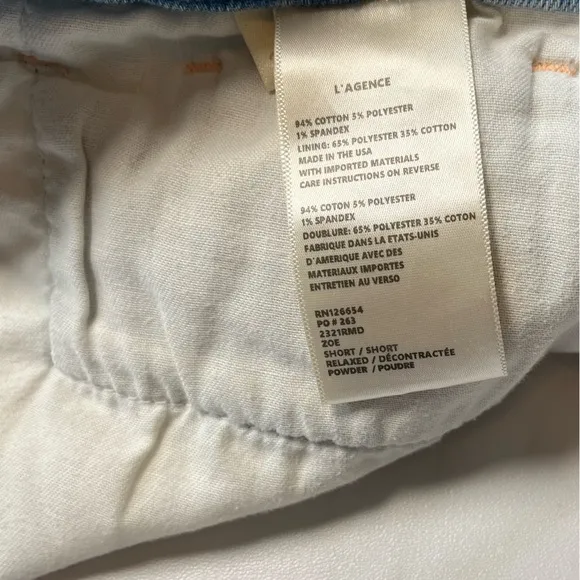 L'AGENCE
94% COTTON 5% POLYESTER
1% SPANDEX
LINING: 65% POLYESTER 35% COTTON
MADE IN THE USA
WITH IMPORTED MATERIALS
CARE INSTRUCTIONS ON REVERSE
94% COTON 5% POLYESTER
1% SPANDEX
DOUBLURE: 65% POLYESTER 35% COTON
FABRIQUE DANS LA ETATS-UNIS
D'AMERIQUE AVEC DES
MATERIAUX IMPORTES
ENTRETIEN AU VERSO
RN126654
PO # 263
2321RMD
ZOE
SHORT / SHORT
RELAXED / DÉCONTRACTÉE
POWDER / POUDRE